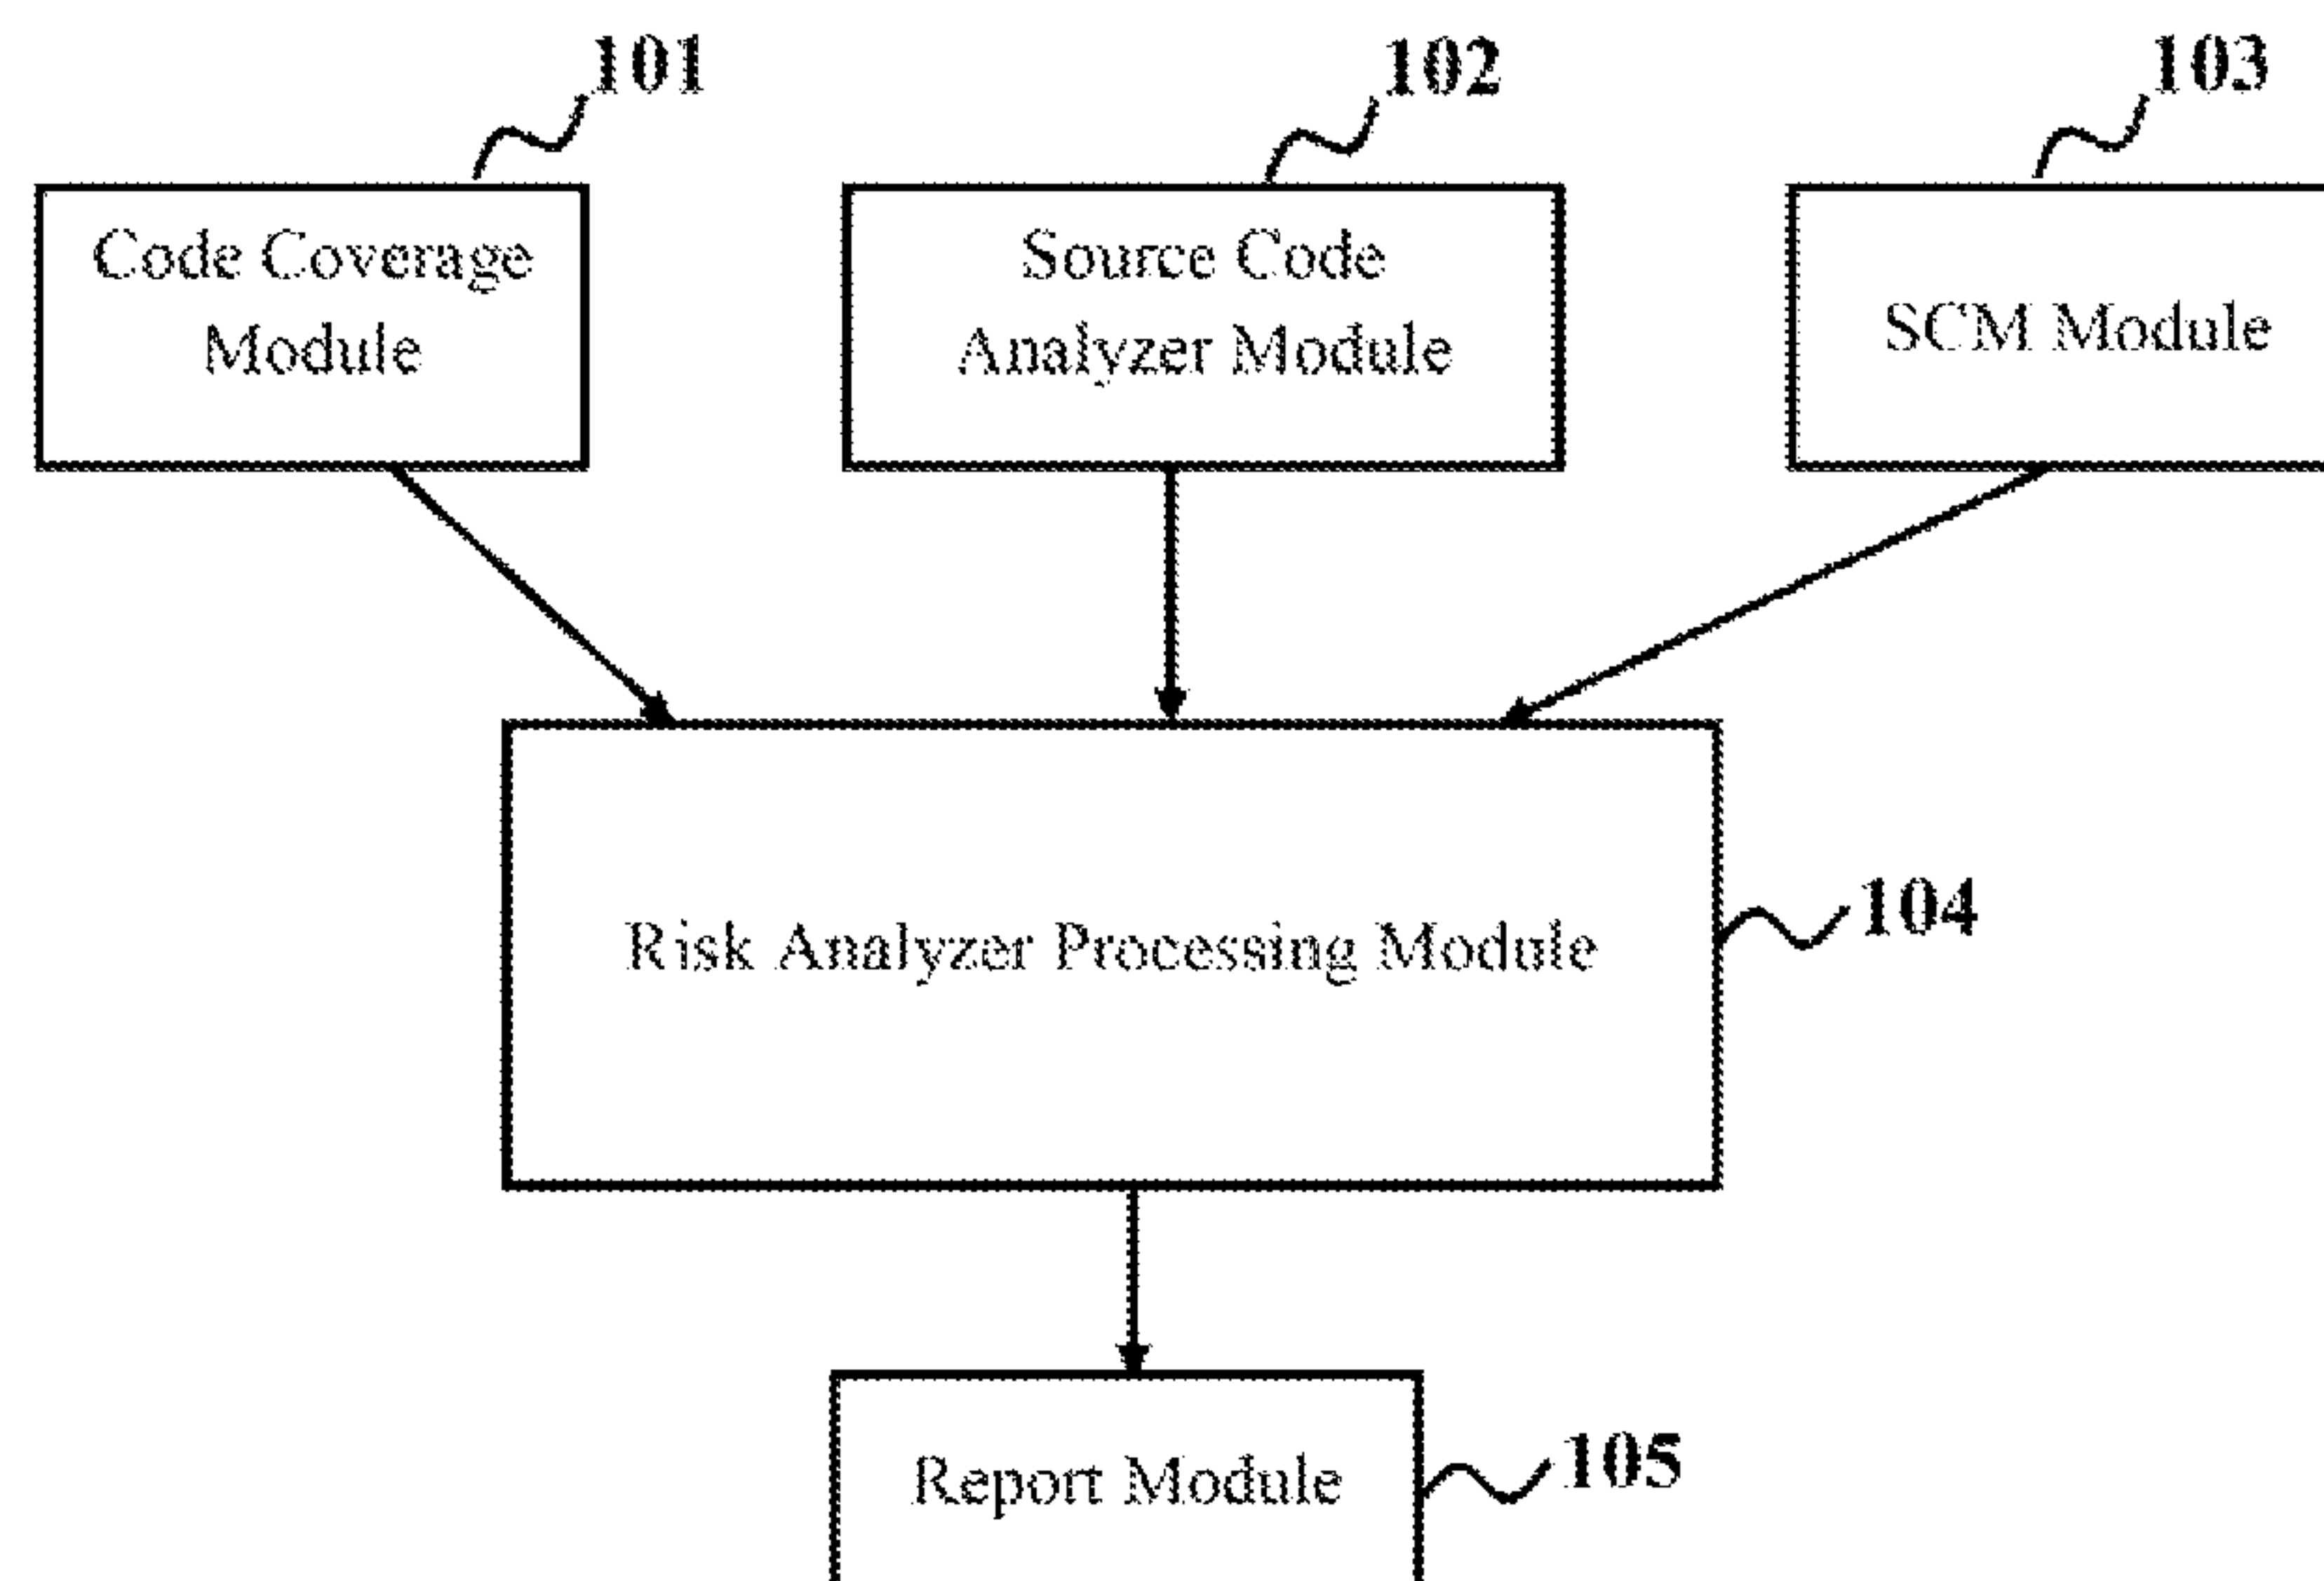 101
102
103
Code Coverage
Module
Source Code
Analyzer Module
SCM Module
Risk Analyzer Processing Module
104
Report Module
105